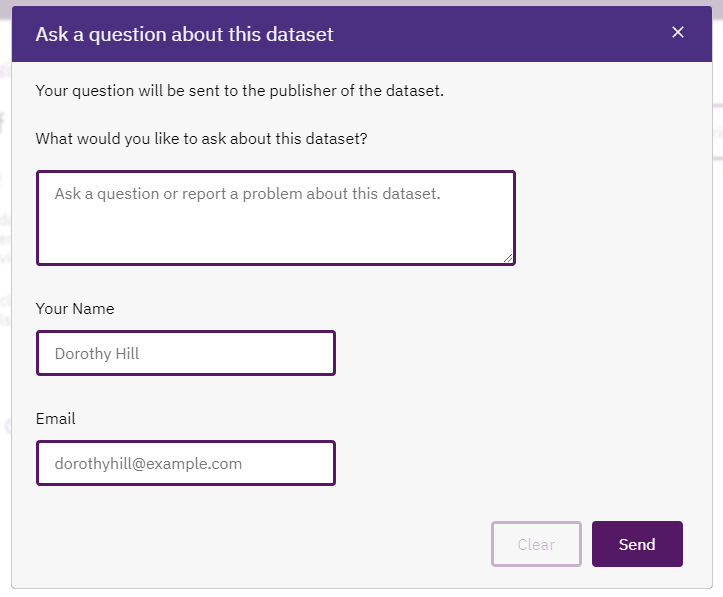 Ask a question about this dataset
Your question will be sent to the publisher of the dataset.
What would you like to ask about this dataset?
Ask a question or report a problem about this dataset.
Your Name
Dorothy Hill
Email
dorothyhill@example.com
Clear
Send